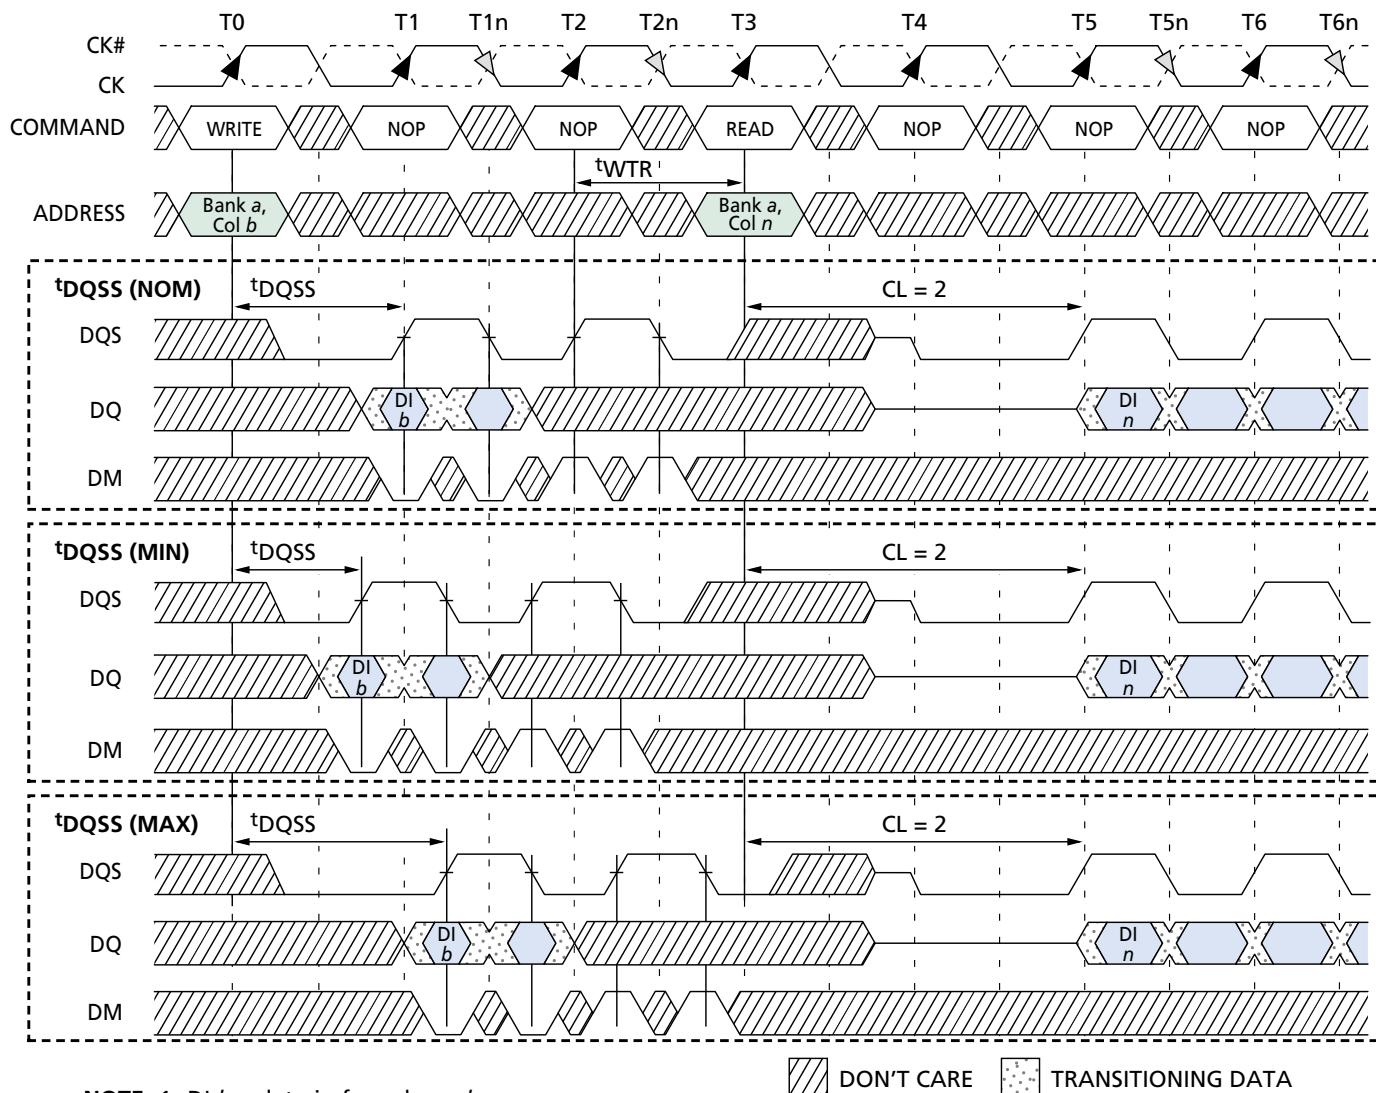 T0 T1 T1n T2 T2n T3 T4 T5 T5n T6 T6n
CK#
CK
COMMAND WRITE NOP NOP READ NOP NOP NOP
tWTR
ADDRESS Bank a, Col b Bank a, Col n
tDQSS (NOM) tDQSS CL = 2
DQS
DQ DI b DI n
DM
tDQSS (MIN) tDQSS CL = 2
DQS
DQ DI b DI n
DM
tDQSS (MAX) tDQSS CL = 2
DQS
DQ DI b DI n
DM
DON'T CARE TRANSITIONING DATA